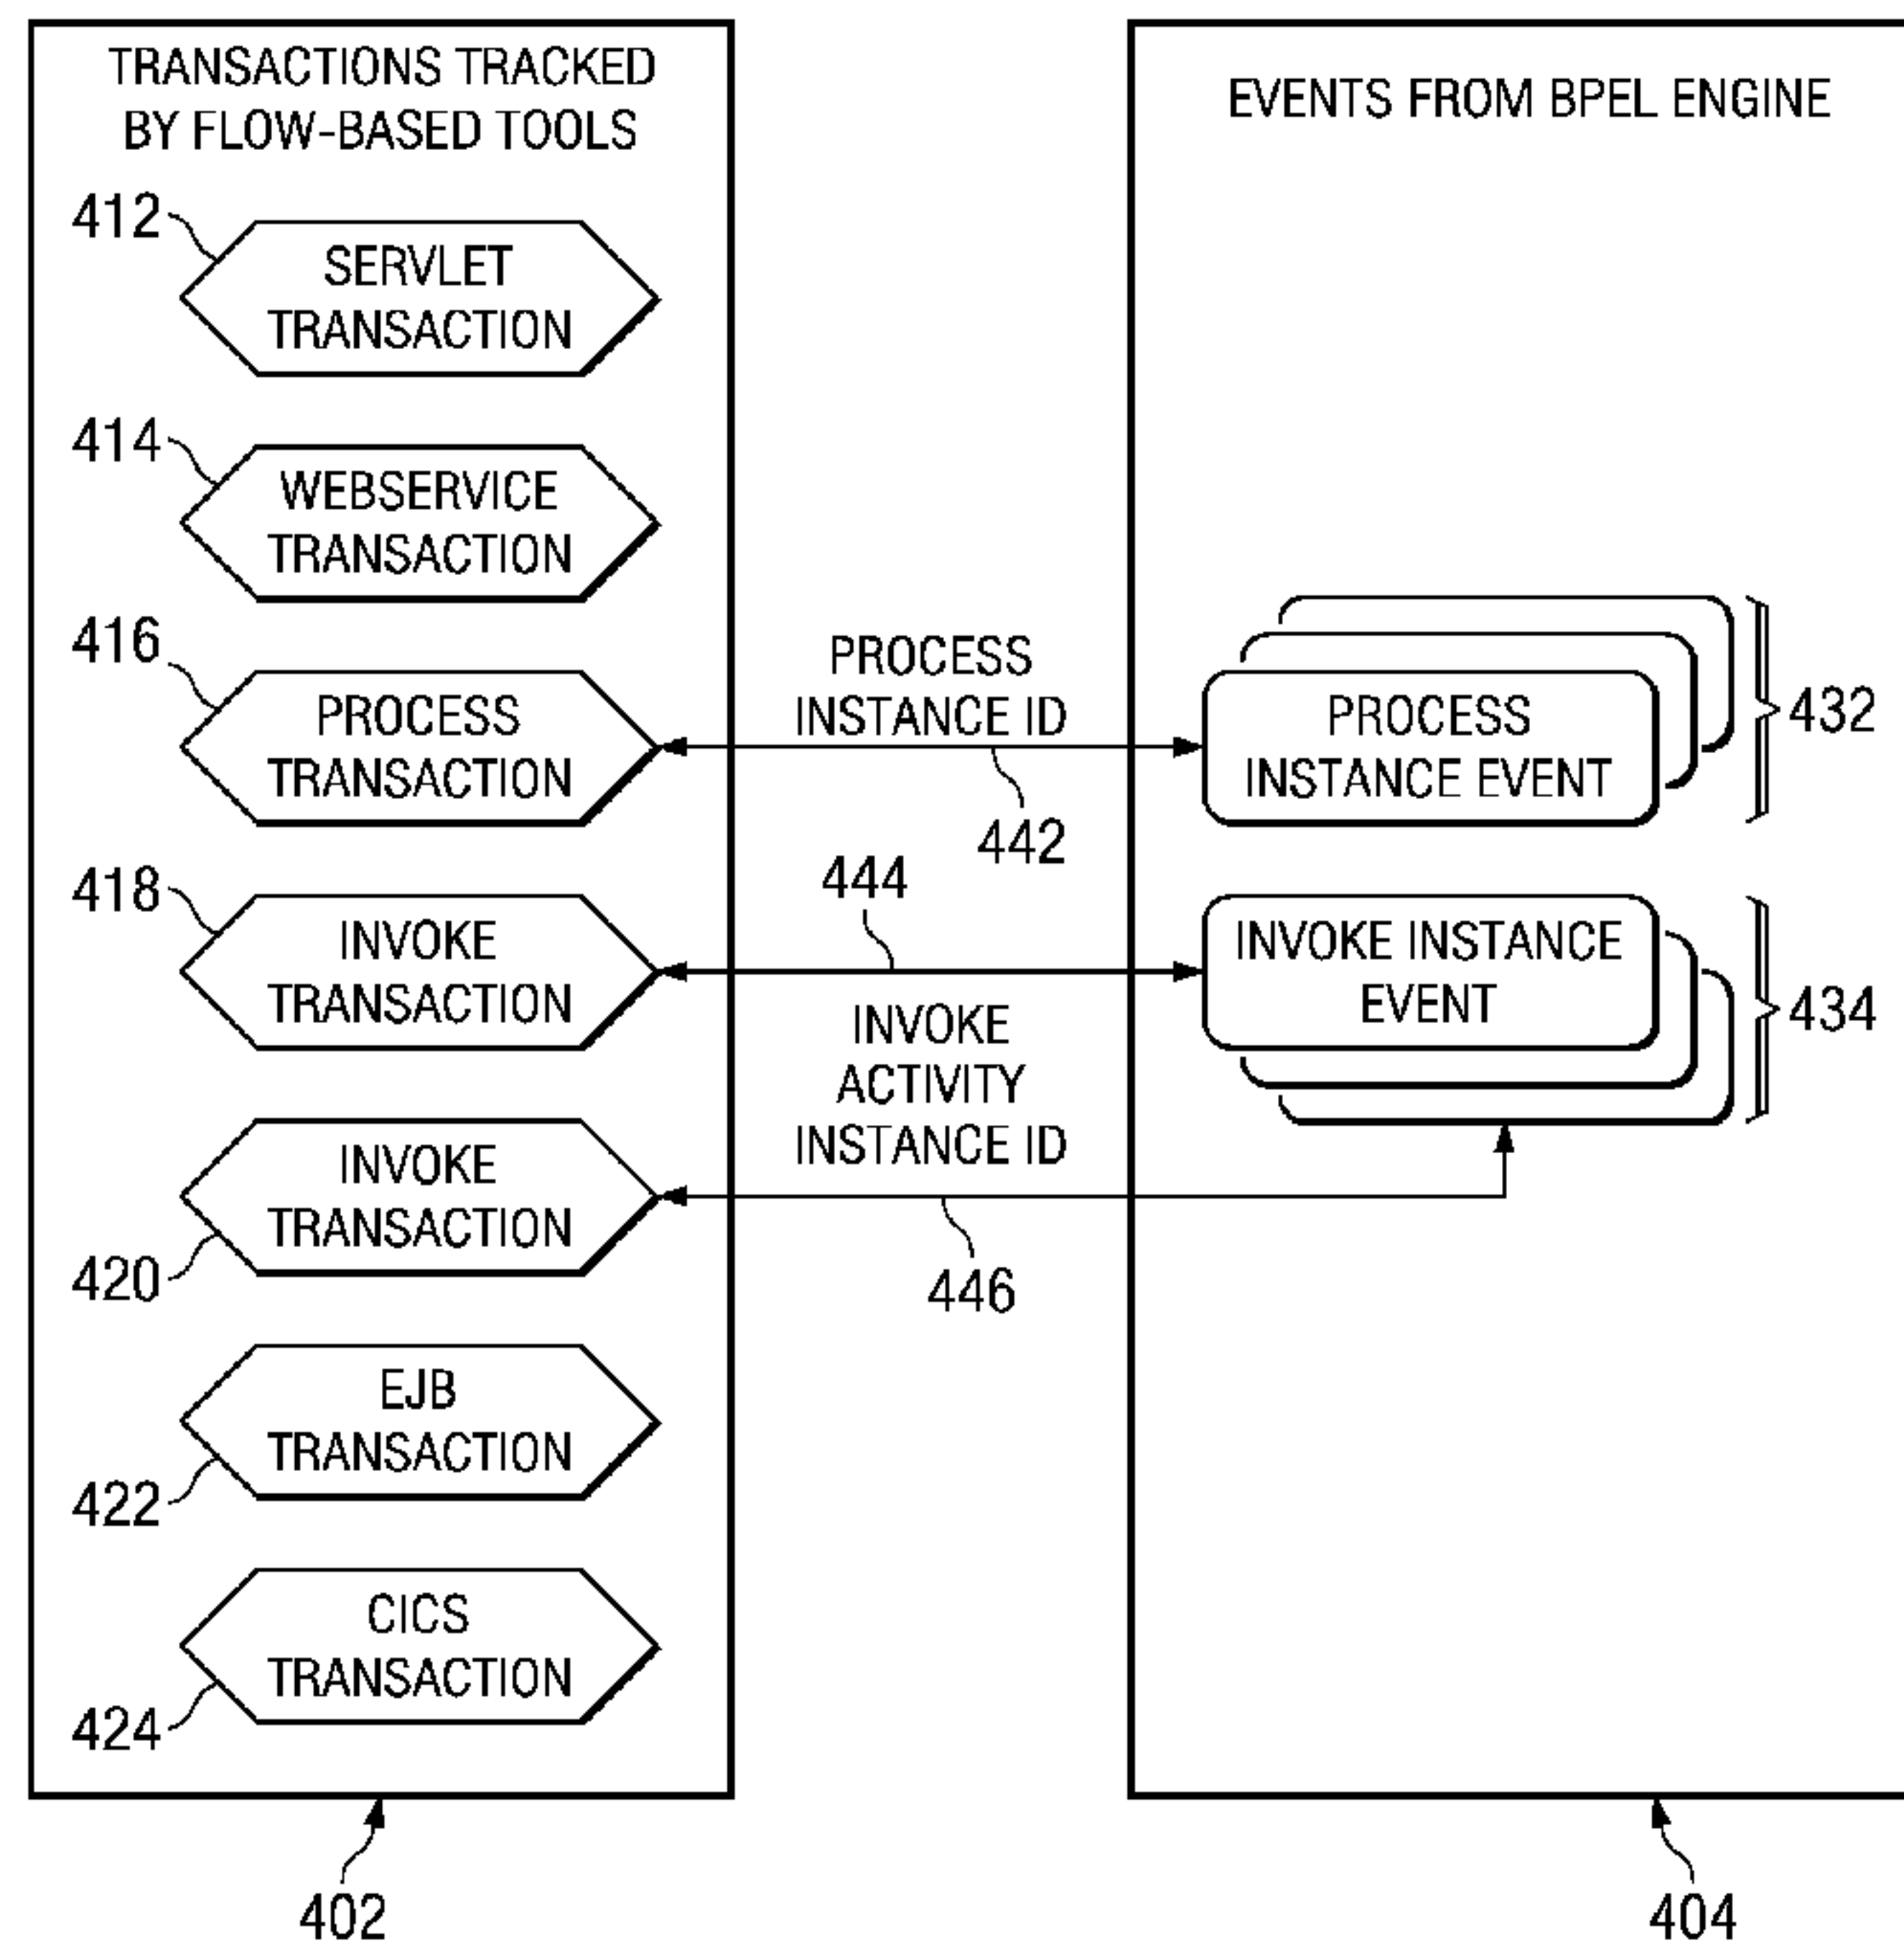 TRANSACTIONS TRACKED
BY FLOW-BASED TOOLS
412
SERVLET
TRANSACTION
414
WEBSERVICE
TRANSACTION
416
PROCESS
TRANSACTION
418
INVOKE
TRANSACTION
420
INVOKE
TRANSACTION
422
EJB
TRANSACTION
424
CICS
TRANSACTION
402
PROCESS
INSTANCE ID
442
444
INVOKE
ACTIVITY
INSTANCE ID
446
EVENTS FROM BPEL ENGINE
PROCESS
INSTANCE EVENT
432
INVOKE INSTANCE
EVENT
434
404